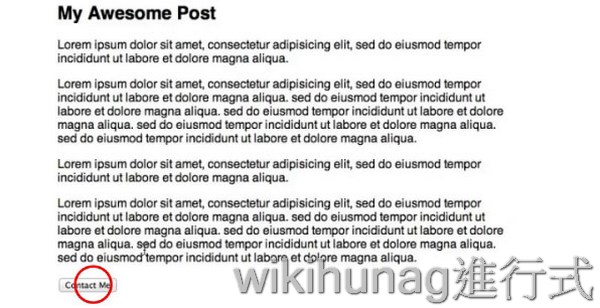 My Awesome Post
Lorem ipsum dolor sit amet, consectetur adipisicing elit, sed do eiusmod tempor
incididunt ut labore et dolore magna aliqua.
Lorem ipsum dolor sit amet, consectetur adipisicing elit, sed do eiusmod tempor
incididunt ut labore et dolore magna aliqua. sed do eiusmod tempor incididunt ut
labore et dolore magna aliqua. sed do eiusmod tempor incididunt ut labore et dolore
magna aliqua. sed do eiusmod tempor incididunt ut labore et dolore magna aliqua.
sed do eiusmod tempor incididunt ut labore et dolore magna aliqua.
Lorem ipsum dolor sit amet, consectetur adipisicing elit, sed do eiusmod tempor
incididunt ut labore et dolore magna aliqua.
Lorem ipsum dolor sit amet, consectetur adipisicing elit, sed do eiusmod tempor
incididunt ut labore et dolore magna aliqua. sed do eiusmod tempor incididunt ut
labore et dolore magna aliqua. sed do eiusmod tempor incididunt ut labore et dolore
magna aliqua. sed do eiusmod tempor incididunt ut labore et dolore magna aliqua.
sed do eiusmod tempor incididunt ut labore et dolore magna aliqua.
Contact Me
wikihunag進行式